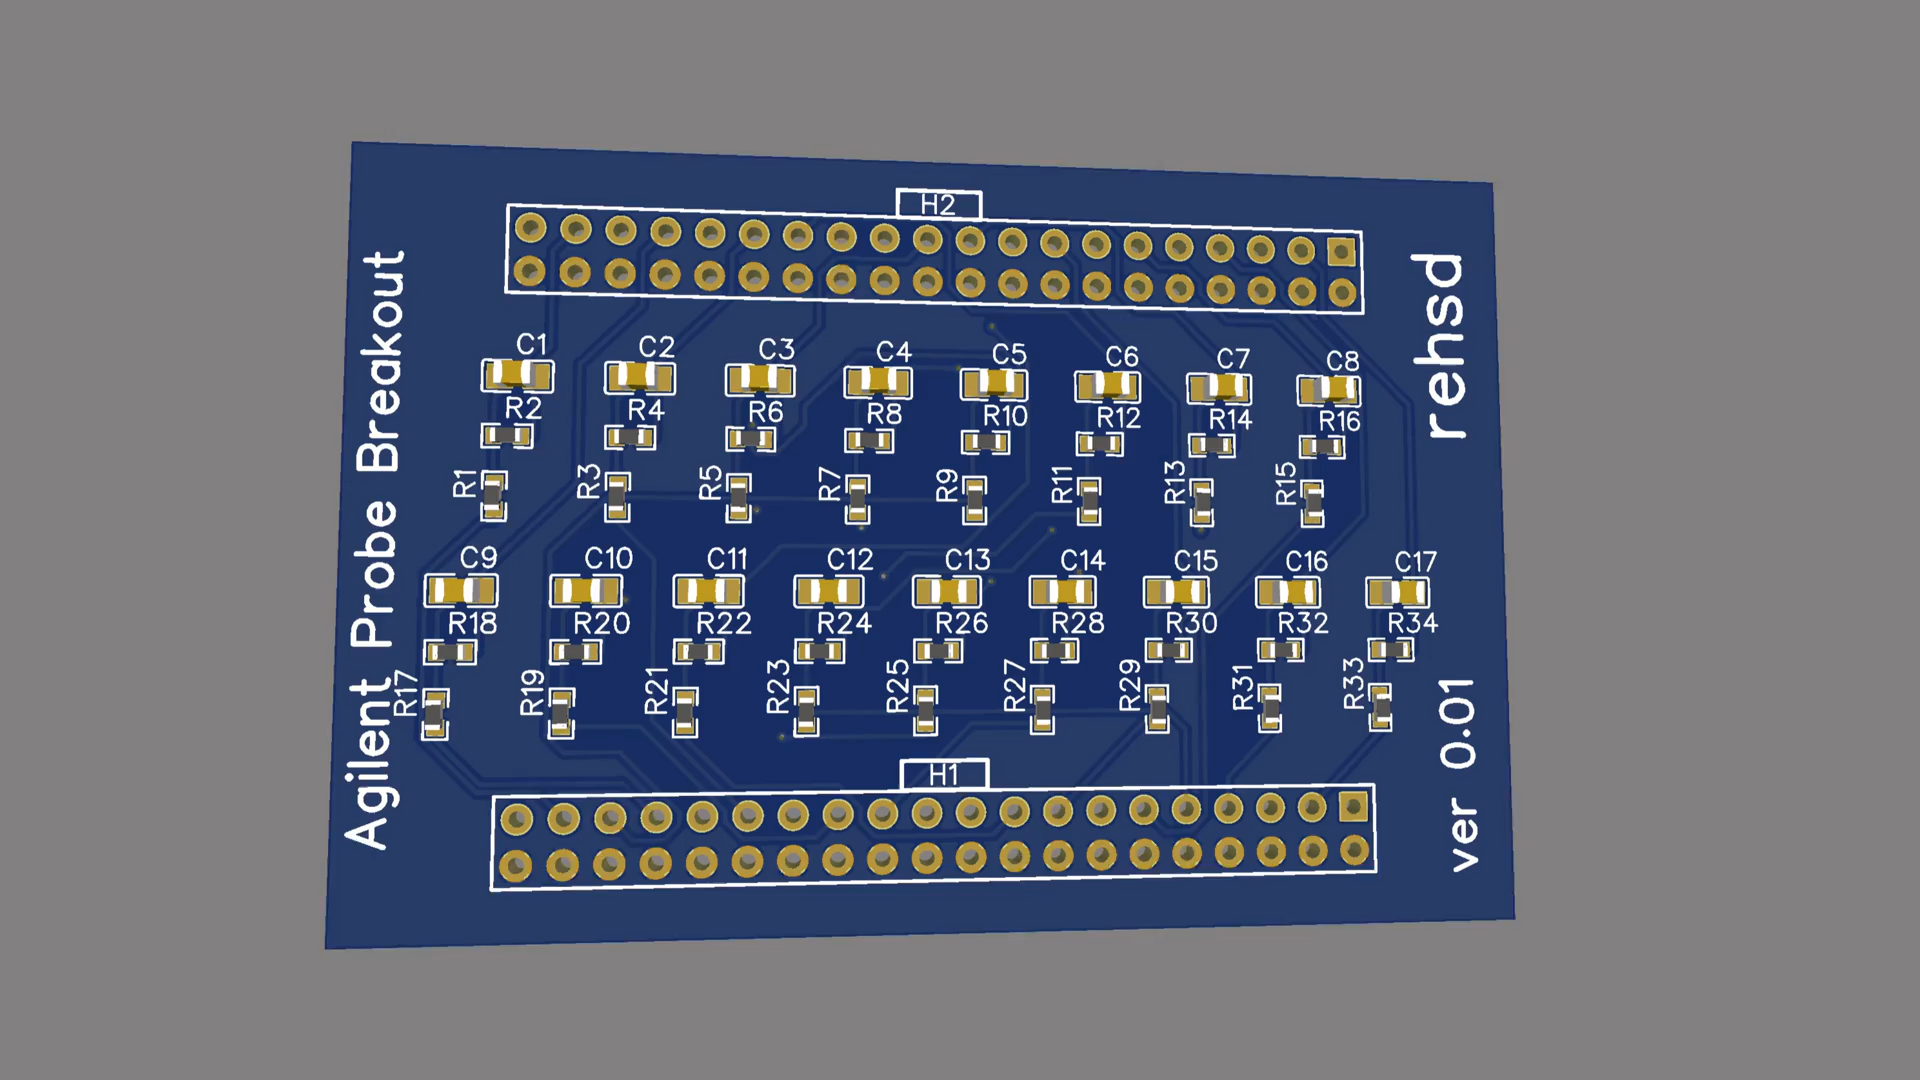 Agilent Probe Breakout
H2
C1 C2 C3 C4 C5 C6 C7 C8
R2 R4 R6 R8 R10 R12 R14 R16
R1 R3 R5 R7 R9 R11 R13 R15
C9 C10 C11 C12 C13 C14 C15 C16 C17
R18 R20 R22 R24 R26 R28 R30 R32 R34
R17 R19 R21 R23 R25 R27 R29 R31 R33
H1
rehsd
ver 0.01